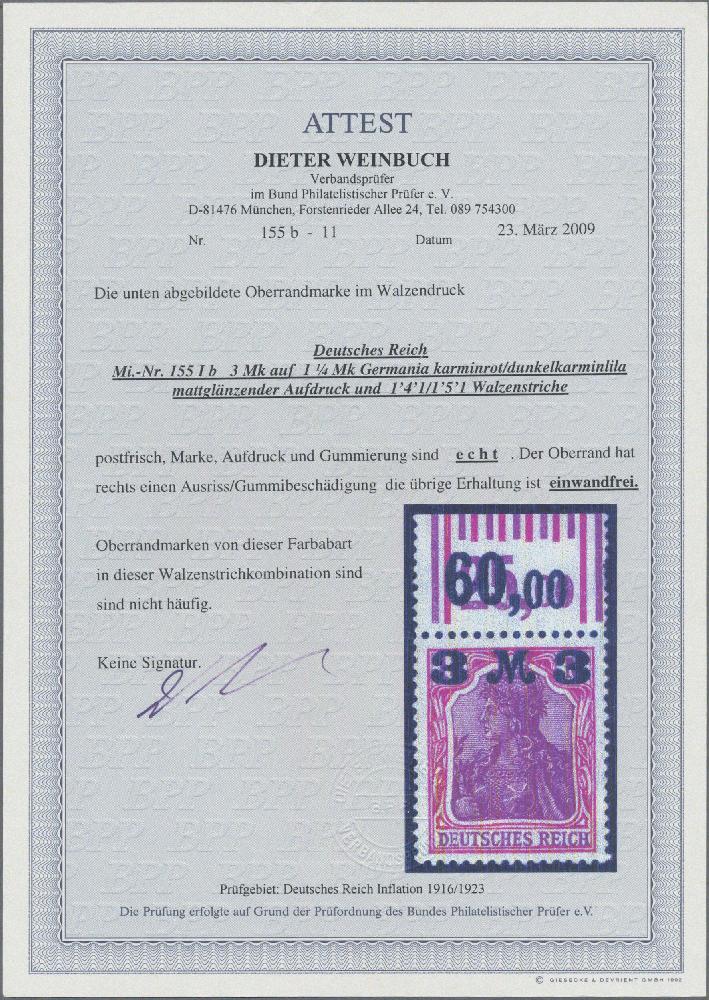 ATTEST
DIETER WEINBUCH
Verbandsprüfer
im Bund Philatelistischer Prüfer e. V.
D-81476 München, Forstenrieder Allee 24, Tel. 089 754300
Nr. 155 b - 11 Datum 23. März 2009
Die unten abgebildete Oberrandmarke im Walzendruck
Deutsches Reich
Mi.-Nr. 155 I b 3 Mk auf 1 ¼ Mk Germania karminrot/dunkelkarminlila
mattglänzender Aufdruck und 1'4'1/1'5'1 Walzenstriche
postfrisch, Marke, Aufdruck und Gummierung sind echt . Der Oberrand hat
rechts einen Ausriss/Gummibeschädigung die übrige Erhaltung ist einwandfrei.
Oberrandmarken von dieser Farbabart
in dieser Walzenstrichkombination sind
sind nicht häufig.
Keine Signatur.
60,00
3 M 3
DEUTSCHES REICH
Prüfgebiet: Deutsches Reich Inflation 1916/1923
Die Prüfung erfolgte auf Grund der Prüfordnung des Bundes Philatelistischer Prüfer e.V.
© GIESECKE & DEVRIENT GMBH 1992